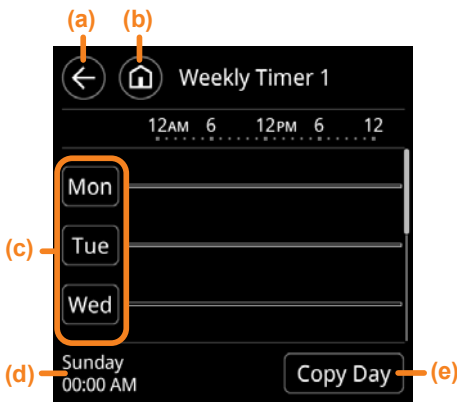 (a) (b)
Weekly Timer 1
12AM 6 12PM 6 12
Mon
(c) Tue
Wed
(d) Sunday
00:00 AM
Copy Day (e)